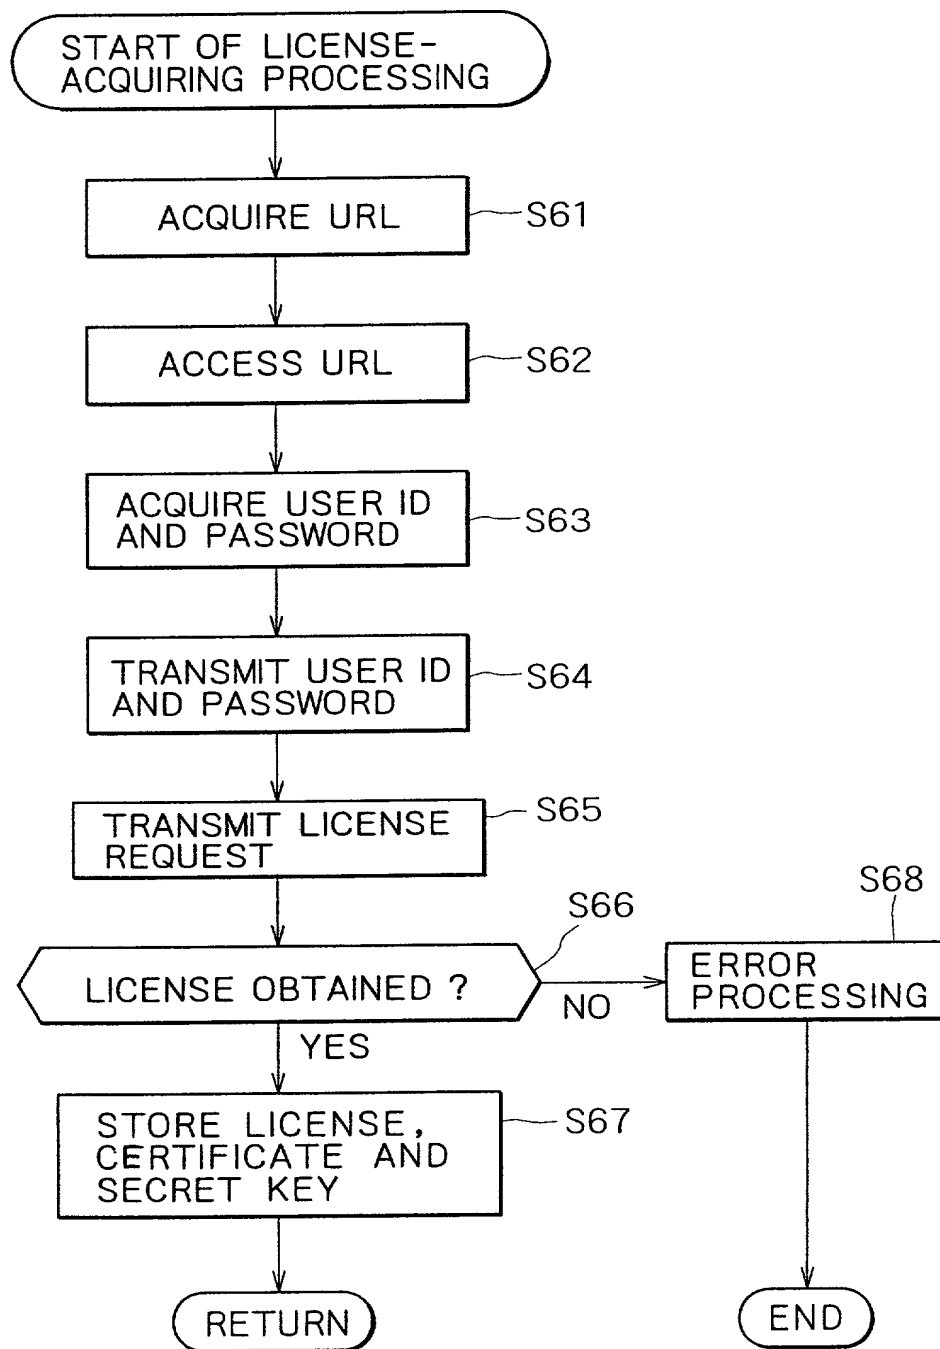 START OF LICENSE-
ACQUIRING PROCESSING
ACQUIRE URL
S61
ACCESS URL
S62
ACQUIRE USER ID
AND PASSWORD
S63
TRANSMIT USER ID
AND PASSWORD
S64
TRANSMIT LICENSE
REQUEST
S65
LICENSE OBTAINED ?
S66
NO
YES
ERROR
PROCESSING
S68
STORE LICENSE,
CERTIFICATE AND
SECRET KEY
S67
RETURN
END